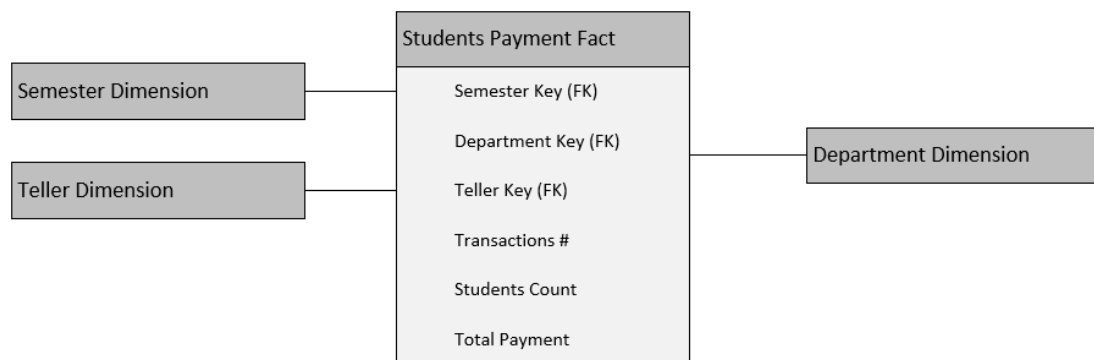 Students Payment Fact
Semester Dimension
Teller Dimension
Semester Key (FK)
Department Key (FK)
Teller Key (FK)
Transactions #
Students Count
Total Payment
Department Dimension